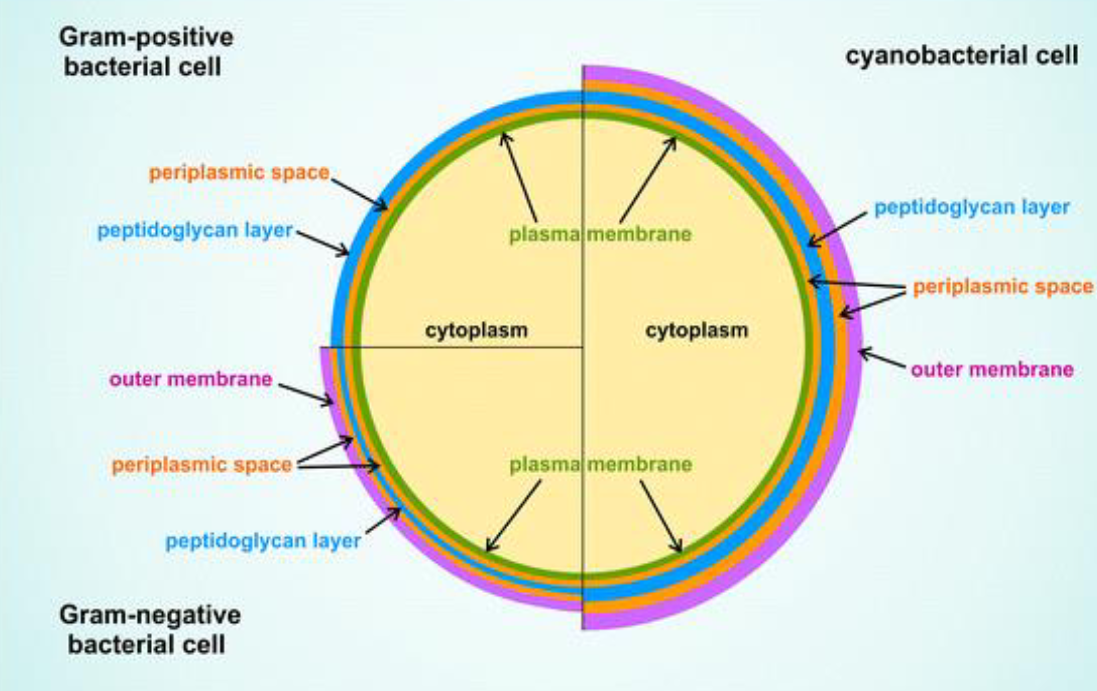 Gram-positive
bacterial cell
cyanobacterial cell
periplasmic space
peptidoglycan layer
plasma membrane
peptidoglycan layer
periplasmic space
cytoplasm
cytoplasm
outer membrane
outer membrane
periplasmic space
plasma membrane
peptidoglycan layer
Gram-negative
bacterial cell